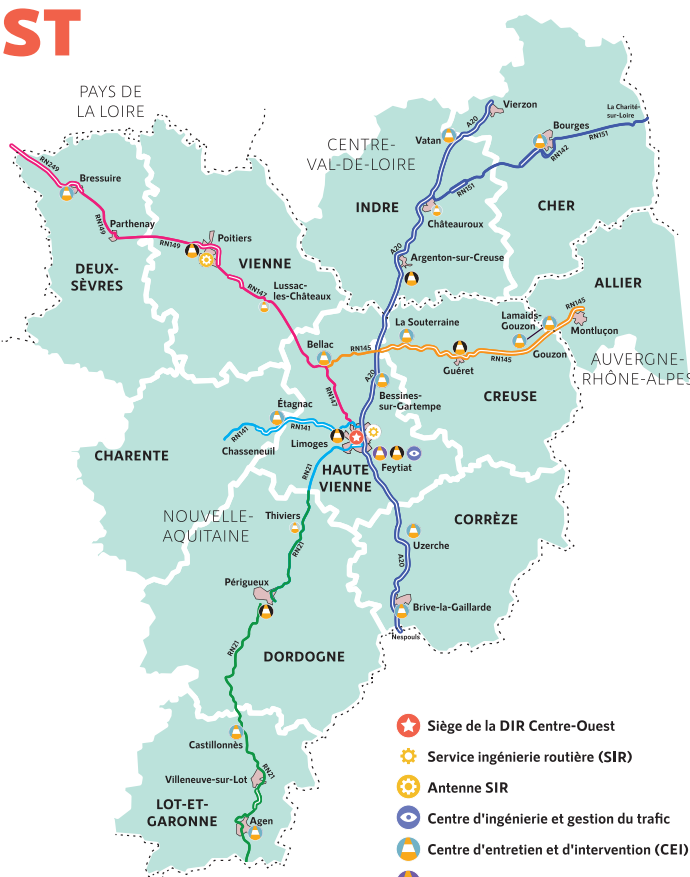 ST
PAYS DE
LA LOIRE
CENTRE-
VAL-DE-LOIRE
Vierzon
A20
Vatan
La Charité-
sur-Loire
Bourges
RN151
RN142
RN151
INDRE
CHER
Châteauroux
RN249
Bressuire
RN149
Parthenay
RN149
Poitiers
VIENNE
DEUX-
SÈVRES
RN147
Lussac-
les-Châteaux
A20
Argenton-sur-Creuse
ALLIER
RN145
Lamaids-
Gouzon
Montluçon
La Souterraine
Bellac
RN145
Guéret
RN145
Gouzon
AUVERGNE-
RHÔNE-ALPES
CREUSE
A20
Bessines-
sur-Gartempe
RN147
Étagnac
RN141
RN141
Chasseneuil
Limoges
Feytiat
CHARENTE
HAUTE
VIENNE
RN21
NOUVELLE-
AQUITAINE
Thiviers
RN21
CORRÈZE
Uzerche
A20
Périgueux
Brive-la-Gaillarde
Nespouls
RN21
DORDOGNE
Castillonnès
Villeneuve-sur-Lot
RN21
LOT-ET-
GARONNE
Agen
Siège de la DIR Centre-Ouest
Service ingénierie routière (SIR)
Antenne SIR
Centre d'ingénierie et gestion du trafic
Centre d'entretien et d'intervention (CEI)